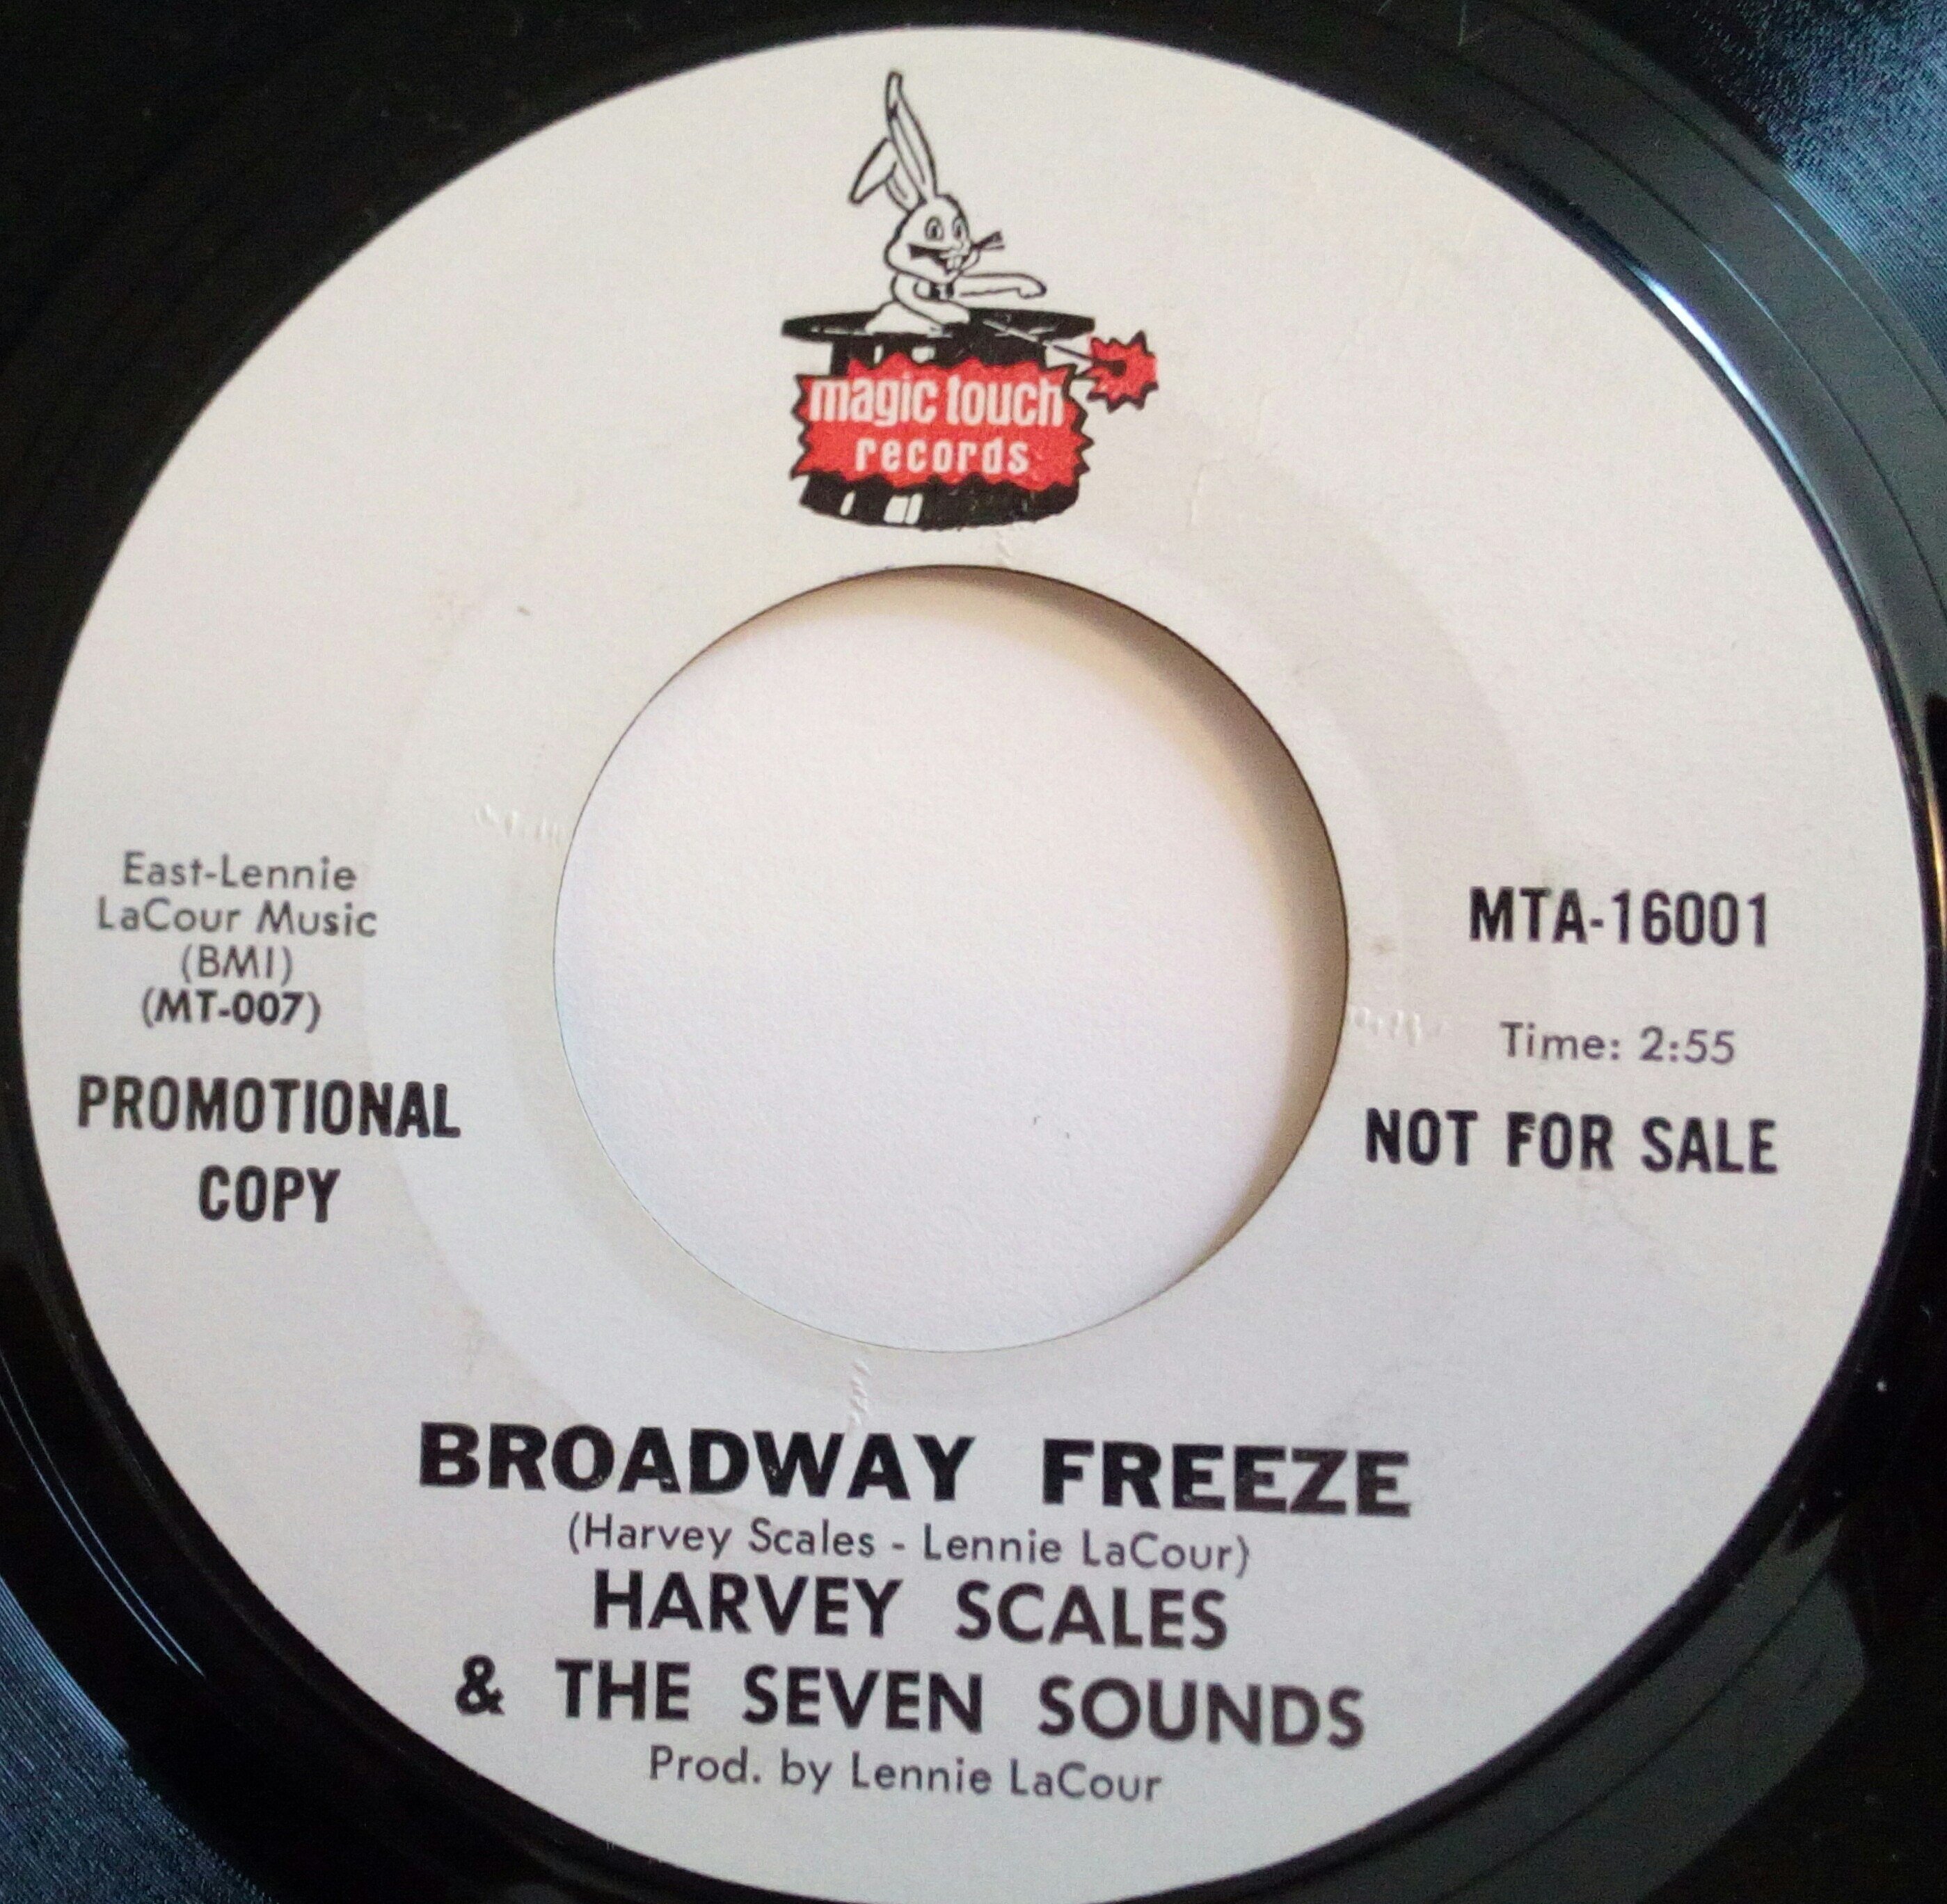 magic touch
records
East-Lennie
LaCour Music
(BMI)
(MT-007)
PROMOTIONAL
COPY
MTA-16001
Time: 2:55
NOT FOR SALE
BROADWAY FREEZE
(Harvey Scales - Lennie LaCour)
HARVEY SCALES
& THE SEVEN SOUNDS
Prod. by Lennie LaCour